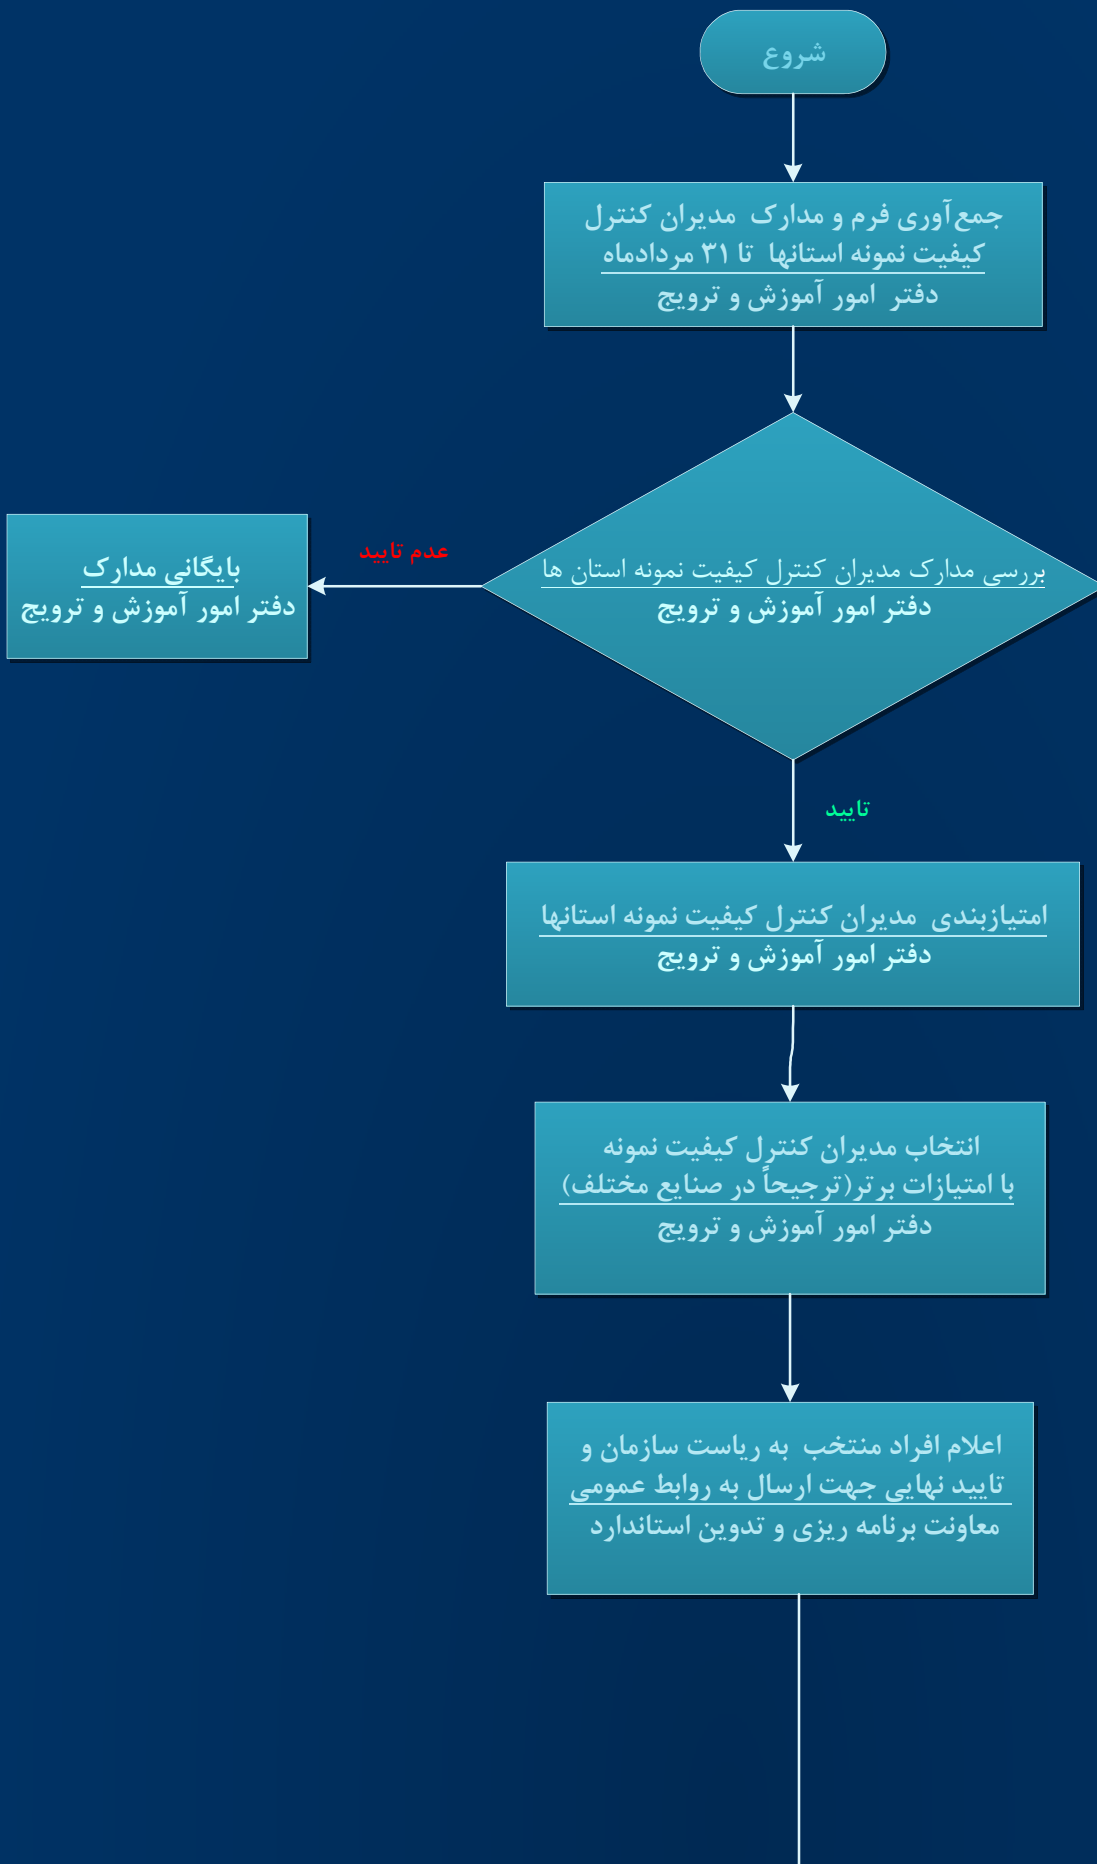 شروع
جمع‌آوری فرم و مدارک مدیران کنترل
کیفیت نمونه استانها تا ۳۱ مردادماه
دفتر امور آموزش و ترویج
بررسی مدارک مدیران کنترل کیفیت نمونه استان ها
دفتر امور آموزش و ترویج
عدم تایید
بایگانی مدارک
دفتر امور آموزش و ترویج
تایید
امتیازبندی مدیران کنترل کیفیت نمونه استانها
دفتر امور آموزش و ترویج
انتخاب مدیران کنترل کیفیت نمونه
با امتیازات برتر(ترجیحاً در صنایع مختلف)
دفتر امور آموزش و ترویج
اعلام افراد منتخب به ریاست سازمان و
تایید نهایی جهت ارسال به روابط عمومی
معاونت برنامه ریزی و تدوین استاندارد